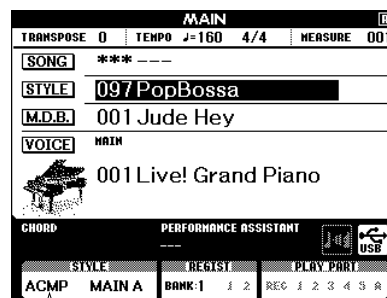 MAIN
TRANSPOSE 0 TEMPO ♩=160 4/4 MEASURE 001
SONG *** ---
STYLE 097 PopBossa
M.D.B. 001 Jude Hey
VOICE MAIN
001 Live! Grand Piano
CHORD PERFORMANCE ASSISTANT
---
USB
STYLE REGIST PLAY PART
ACMP MAIN A BANK:1 1 2 REC 1 2 3 4 5 A